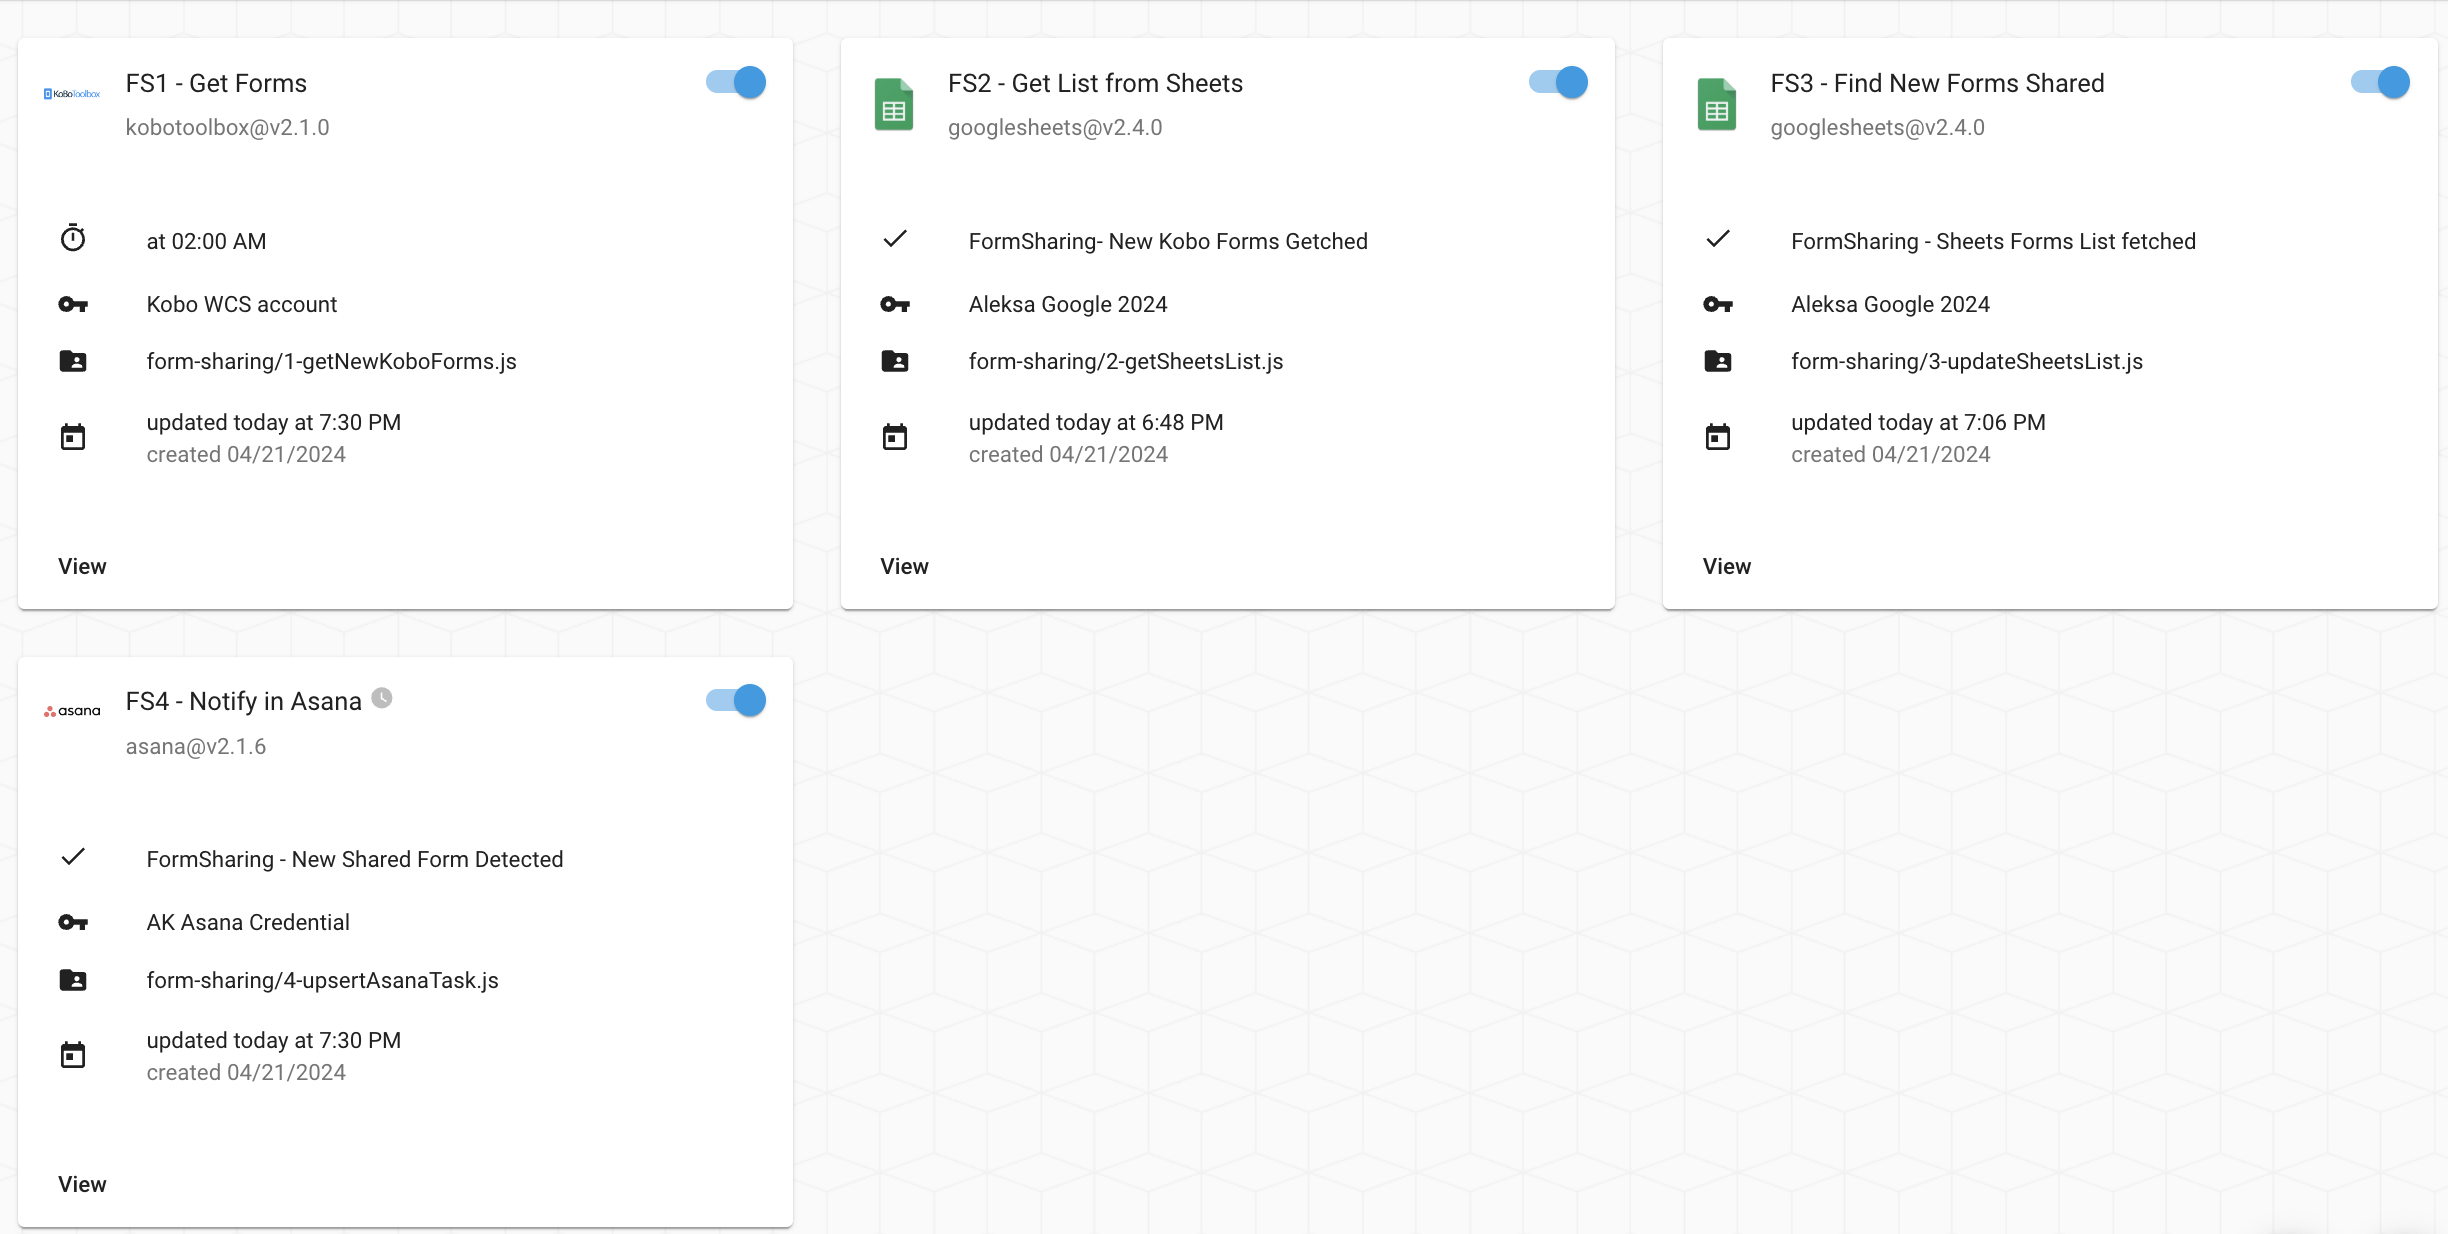 KoBoToolbox
FS1 - Get Forms
kobotoolbox@v2.1.0
at 02:00 AM
Kobo WCS account
form-sharing/1-getNewKoboForms.js
updated today at 7:30 PM
created 04/21/2024
View
FS2 - Get List from Sheets
googlesheets@v2.4.0
FormSharing- New Kobo Forms Getched
Aleksa Google 2024
form-sharing/2-getSheetsList.js
updated today at 6:48 PM
created 04/21/2024
View
FS3 - Find New Forms Shared
googlesheets@v2.4.0
FormSharing - Sheets Forms List fetched
Aleksa Google 2024
form-sharing/3-updateSheetsList.js
updated today at 7:06 PM
created 04/21/2024
View
asana
FS4 - Notify in Asana
asana@v2.1.6
FormSharing - New Shared Form Detected
AK Asana Credential
form-sharing/4-upsertAsanaTask.js
updated today at 7:30 PM
created 04/21/2024
View